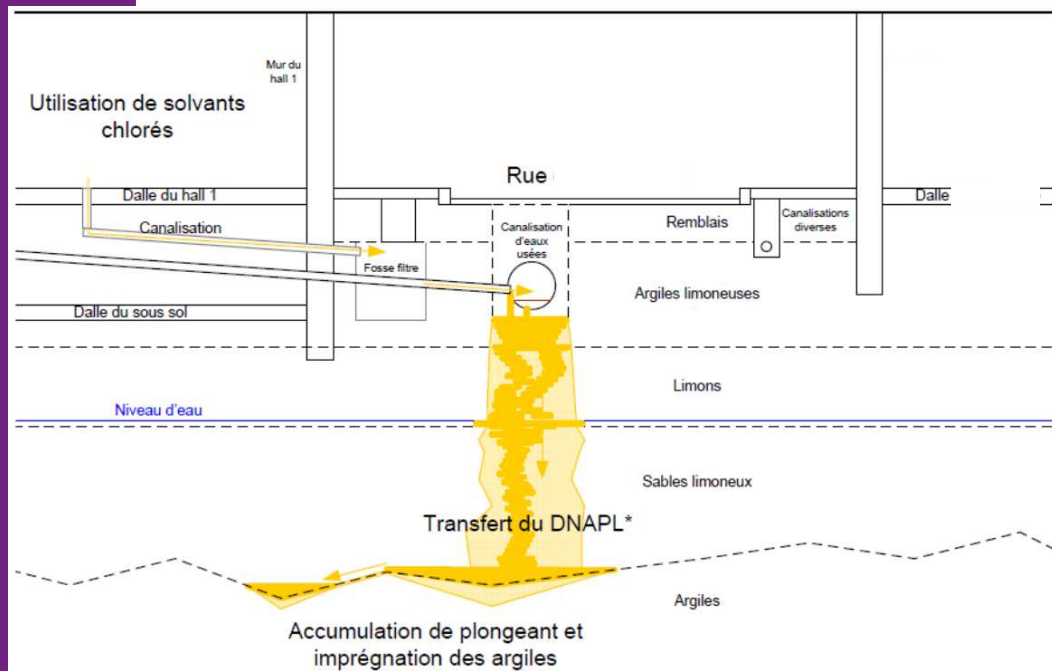 Mur du
hall 1
Utilisation de solvants
chlorés
Rue
Dalle du hall 1
Dalle
Canalisation
Canalisation
d'eaux
usées
Remblais
Canalisations
diverses
Fosse filtre
Argiles limoneuses
Dalle du sous sol
Limons
Niveau d'eau
Sables limoneux
Transfert du DNAPL*
Argiles
Accumulation de plongeant et
imprégnation des argiles